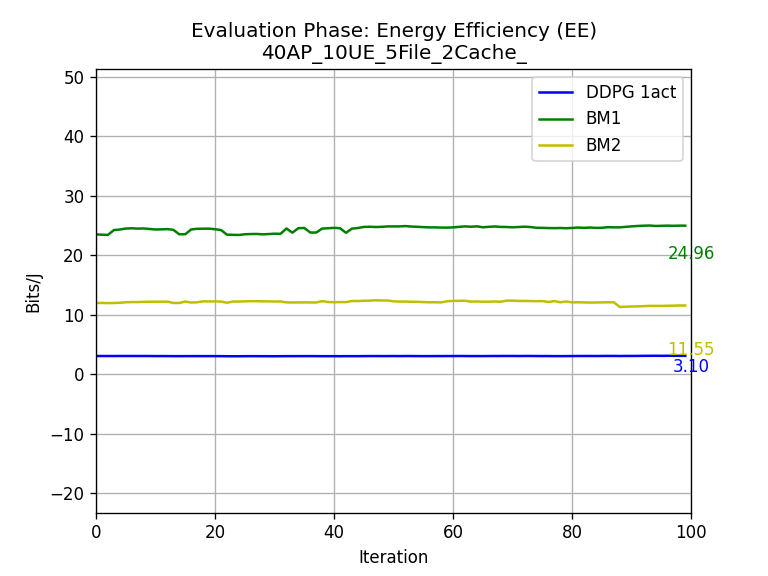 Evaluation Phase: Energy Efficiency (EE)
40AP_10UE_5File_2Cache_
DDPG 1act
BM1
BM2
50
40
30
20
10
0
−10
−20
Bits/J
24.96
11.55
3.10
0
20
40
60
80
100
Iteration